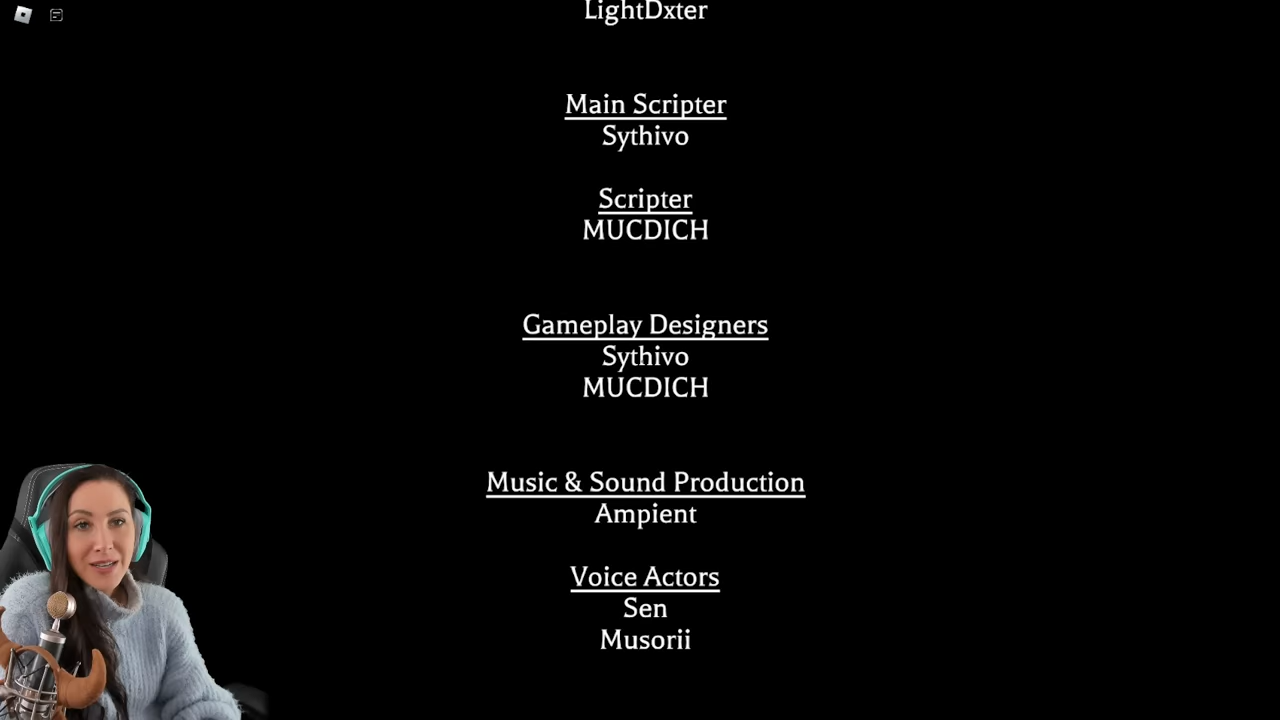 LightDxter
Main Scripter
Sythivo
Scripter
MUCDICH
Gameplay Designers
Sythivo
MUCDICH
Music & Sound Production
Ampient
Voice Actors
Sen
Musorii